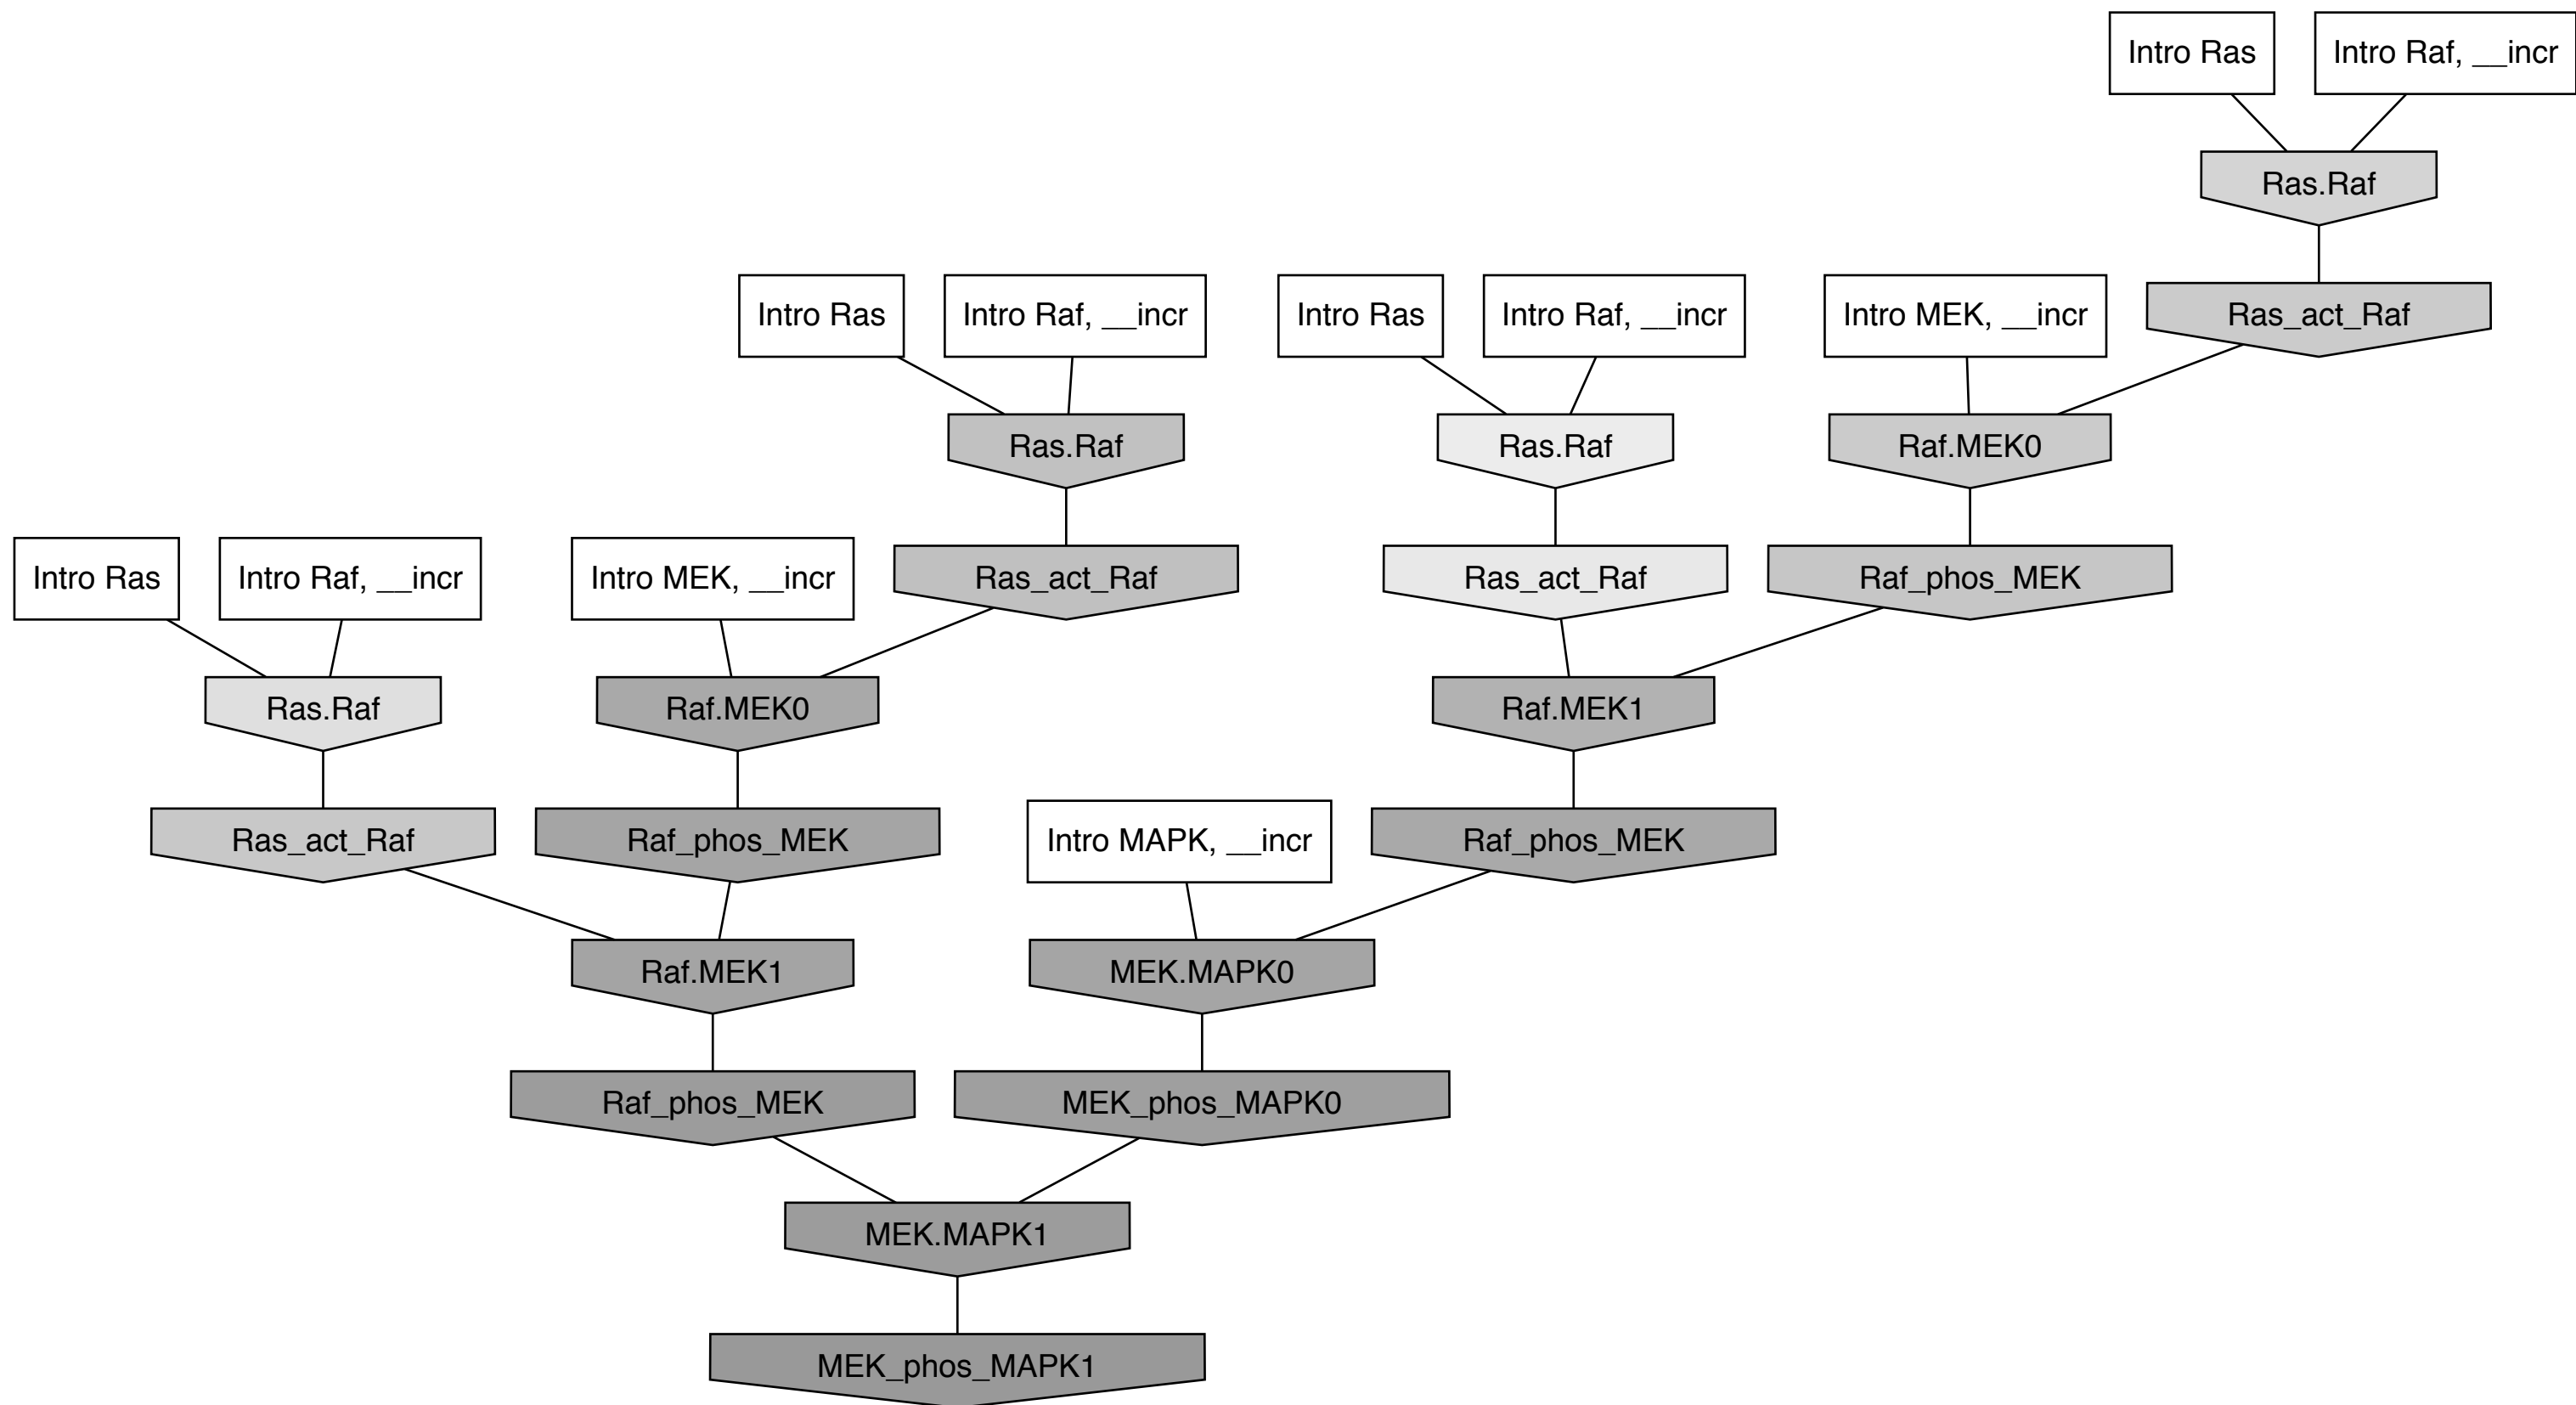 Intro Ras
Intro Raf, __incr
Ras.Raf
Intro Ras
Intro Raf, __incr
Intro Ras
Intro Raf, __incr
Intro MEK, __incr
Ras_act_Raf
Ras.Raf
Ras.Raf
Raf.MEK0
Intro Ras
Intro Raf, __incr
Intro MEK, __incr
Ras_act_Raf
Ras_act_Raf
Raf_phos_MEK
Ras.Raf
Raf.MEK0
Raf.MEK1
Ras_act_Raf
Raf_phos_MEK
Intro MAPK, __incr
Raf_phos_MEK
Raf.MEK1
MEK.MAPK0
Raf_phos_MEK
MEK_phos_MAPK0
MEK.MAPK1
MEK_phos_MAPK1